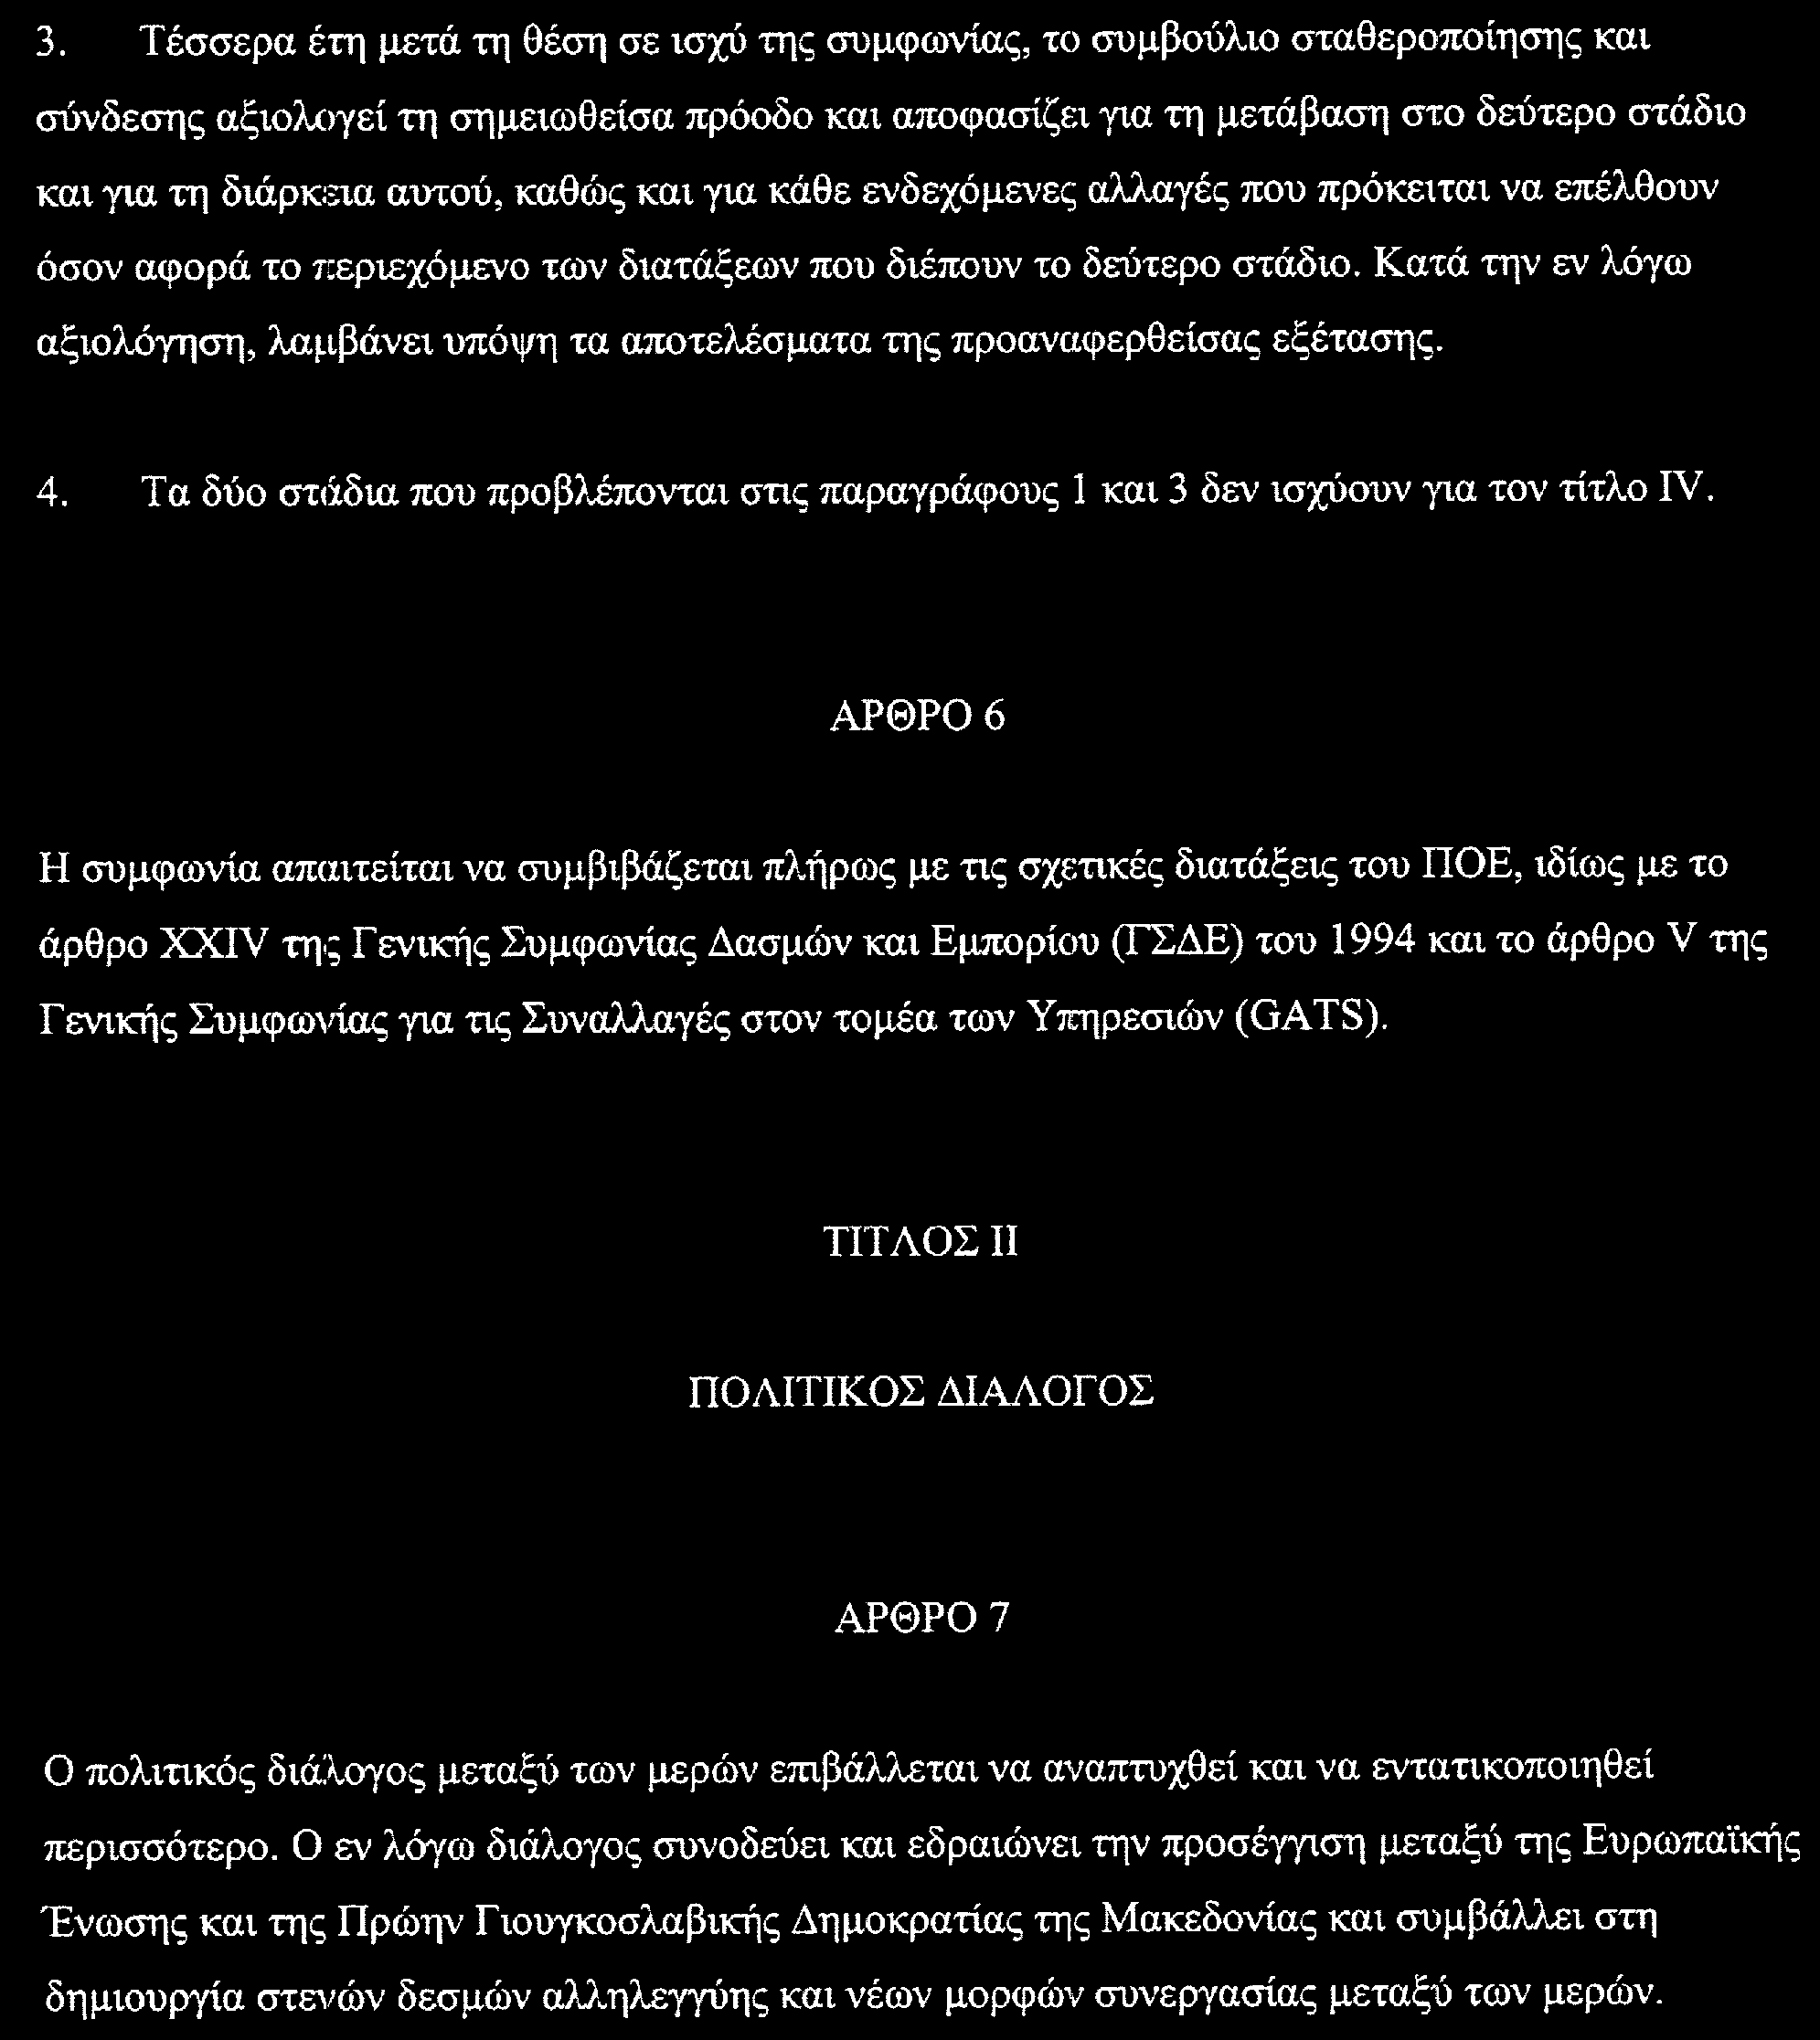 3. Τέσσερα έτη μετά τη θέση σε ισχύ της συμφωνίας, το συμβούλιο σταθεροποίησης και
σύνδεσης αξιολογεί τη σημειωθείσα πρόοδο και αποφασίζει για τη μετάβαση στο δεύτερο στάδιο
και για τη διάρκεια αυτού, καθώς και για κάθε ενδεχόμενες αλλαγές που πρόκειται να επέλθουν
όσον αφορά το περιεχόμενο των διατάξεων που διέπουν το δεύτερο στάδιο. Κατά την εν λόγω
αξιολόγηση, λαμβάνει υπόψη τα αποτελέσματα της προαναφερθείσας εξέτασης.
4. Τα δύο στάδια που προβλέπονται στις παραγράφους 1 και 3 δεν ισχύουν για τον τίτλο IV.
ΑΡΘΡΟ 6
Η συμφωνία απαιτείται να συμβιβάζεται πλήρως με τις σχετικές διατάξεις του ΠΟΕ, ιδίως με το
άρθρο XXIV της Γενικής Συμφωνίας Δασμών και Εμπορίου (ΓΣΔΕ) του 1994 και το άρθρο V της
Γενικής Συμφωνίας για τις Συναλλαγές στον τομέα των Υπηρεσιών (GATS).
ΤΙΤΛΟΣ II
ΠΟΛΙΤΙΚΟΣ ΔΙΑΛΟΓΟΣ
ΑΡΘΡΟ 7
Ο πολιτικός διάλογος μεταξύ των μερών επιβάλλεται να αναπτυχθεί και να εντατικοποιηθεί
περισσότερο. Ο εν λόγω διάλογος συνοδεύει και εδραιώνει την προσέγγιση μεταξύ της Ευρωπαϊκής
Ένωσης και της Πρώην Γιουγκοσλαβικής Δημοκρατίας της Μακεδονίας και συμβάλλει στη
δημιουργία στενών δεσμών αλληλεγγύης και νέων μορφών συνεργασίας μεταξύ των μερών.